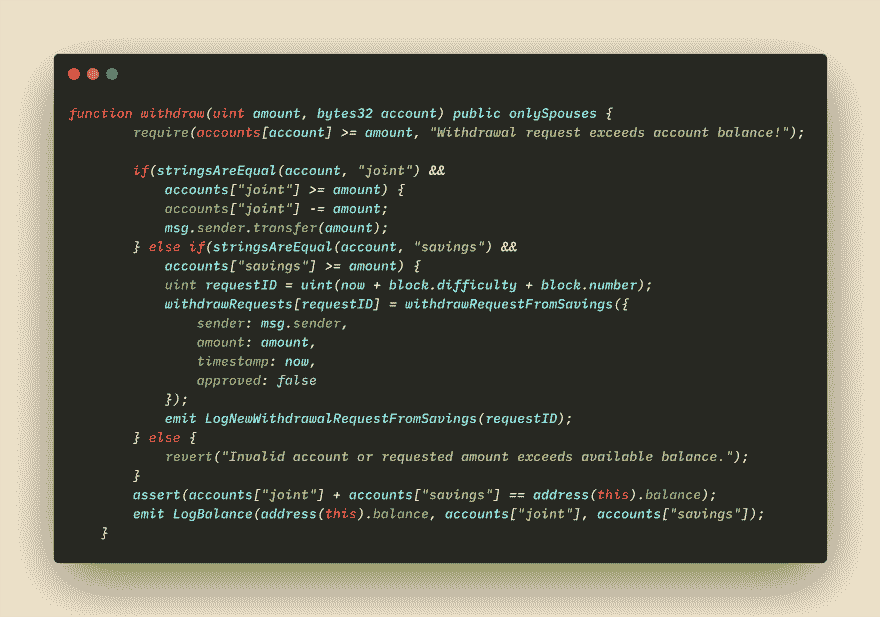 function withdraw(uint amount, bytes32 account) public onlySpouses {
require(accounts[account] >= amount, "Withdrawal request exceeds account balance!");
if(stringsAreEqual(account, "joint") &&
accounts["joint"] >= amount) {
accounts["joint"] -= amount;
msg.sender.transfer(amount);
} else if(stringsAreEqual(account, "savings") &&
accounts["savings"] >= amount) {
uint requestID = uint(now + block.difficulty + block.number);
withdrawRequests[requestID] = withdrawRequestFromSavings({
sender: msg.sender,
amount: amount,
timestamp: now,
approved: false
});
emit LogNewWithdrawalRequestFromSavings(requestID);
} else {
revert("Invalid account or requested amount exceeds available balance.");
}
assert(accounts["joint"] + accounts["savings"] == address(this).balance);
emit LogBalance(address(this).balance, accounts["joint"], accounts["savings"]);
}